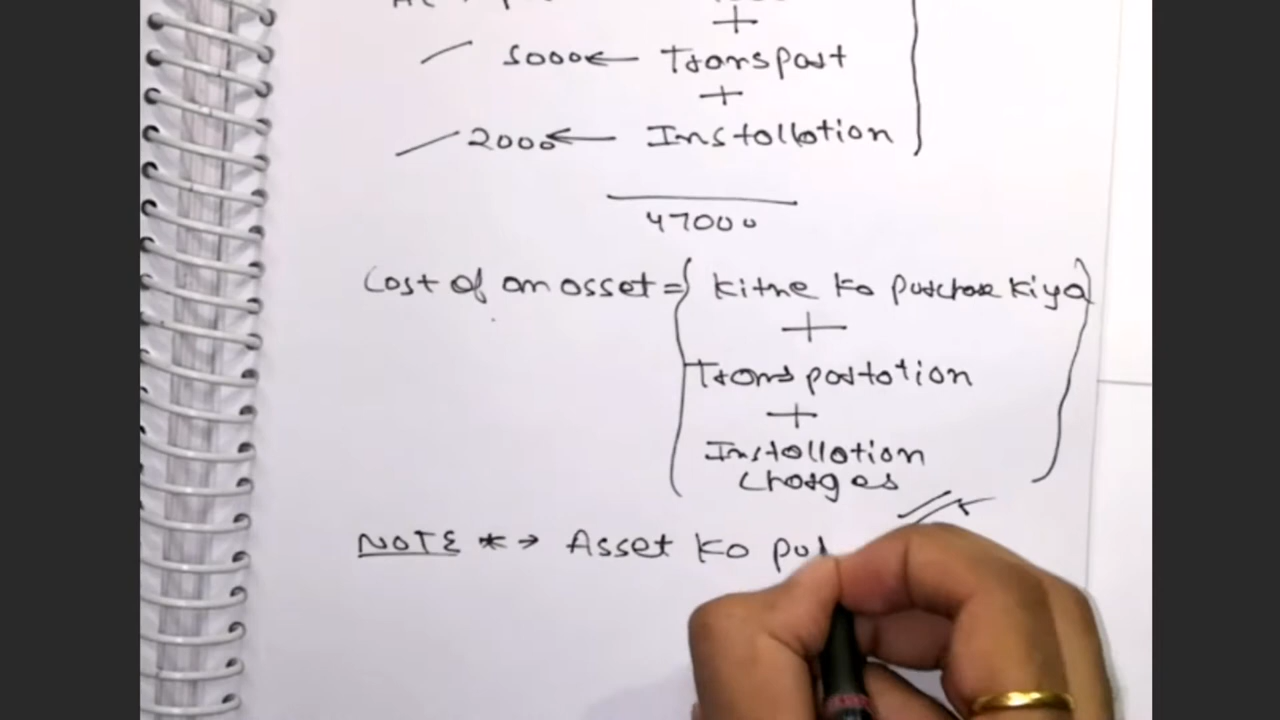 +
5000 ← Transport
+
2000 ← Installation
47000
Cost of an asset = ( Kitne Ko purchase Kiya )
+
Transportation
+
Installation
charges
NOTE * → Asset Ko pur